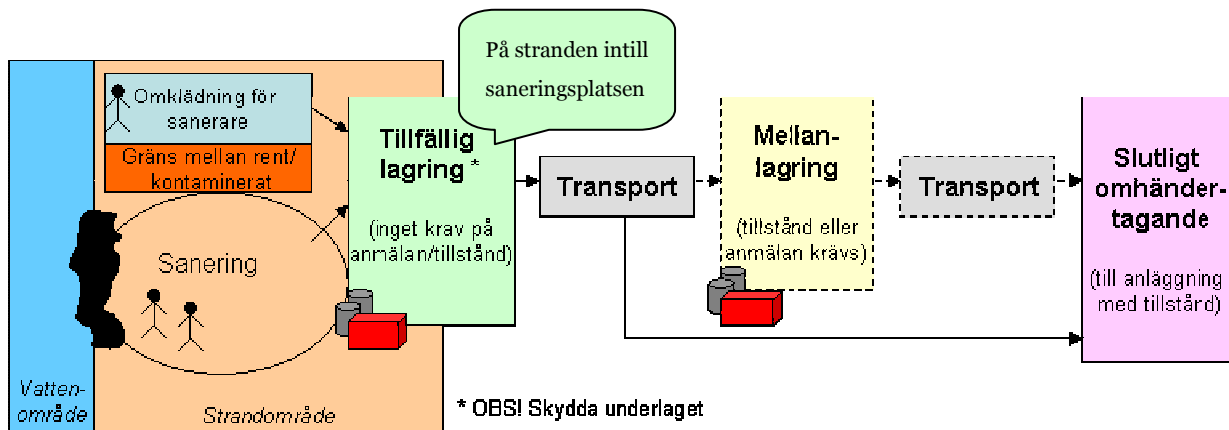 På stranden intill
saneringsplatsen
Omklädning för
sanerare
Gräns mellan rent/
kontaminerat
Sanering
Vatten-
område
Strandområde
Tillfällig
lagring *
(inget krav på
anmälan/tillstånd)
Transport
Mellan-
lagring
(tillstånd eller
anmälan krävs)
Transport
Slutligt
omhänder-
tagande
(till anläggning
med tillstånd)
* OBS! Skydda underlaget